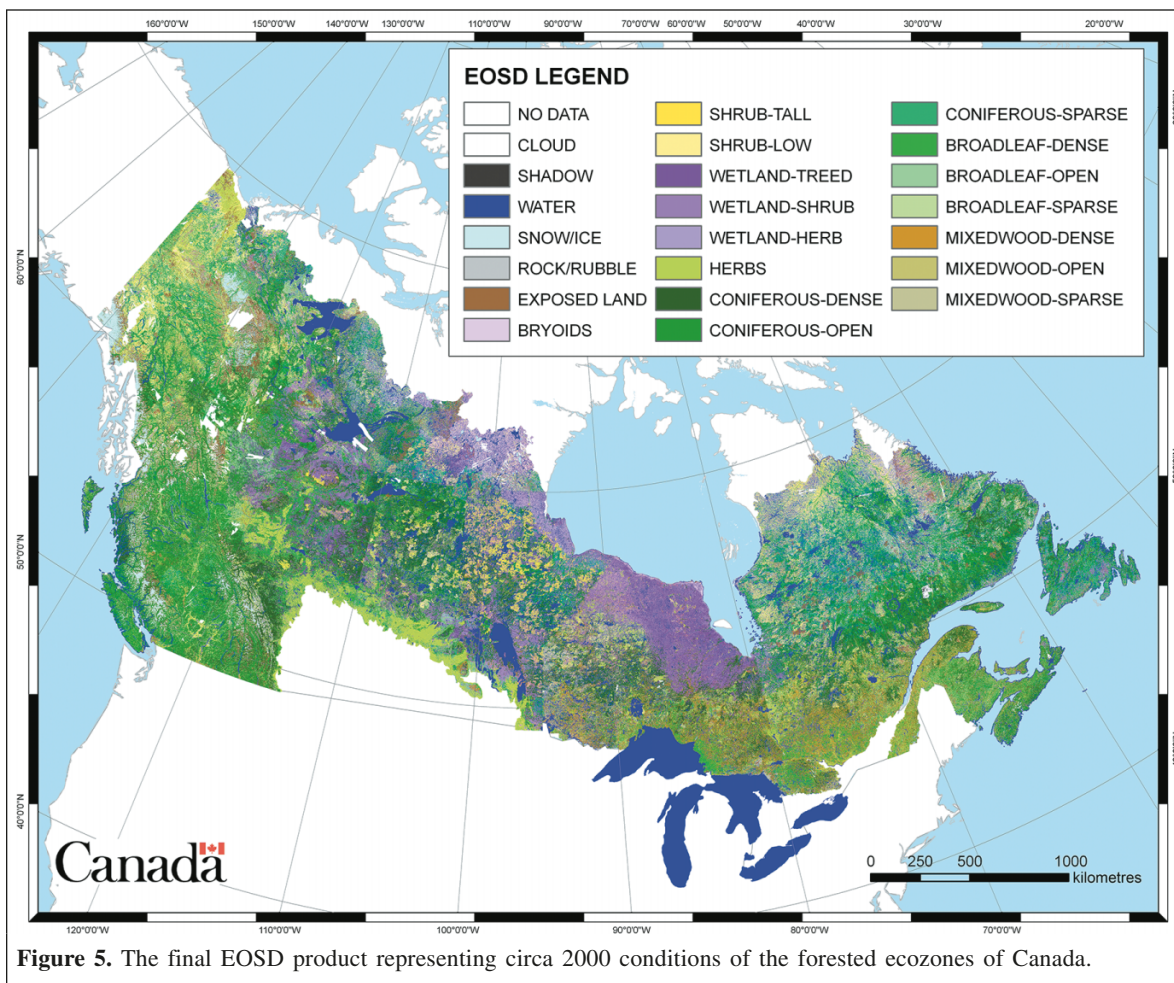 160°0'0"W 150°0'0"W 140°0'0"W 130°0'0"W 110°0'0"W 90°0'0"W 70°0'0"W 60°0'0"W 50°0'0"W 40°0'0"W 30°0'0"W 20°0'0"W
EOSD LEGEND
NO DATA
CLOUD
SHADOW
WATER
SNOW/ICE
ROCK/RUBBLE
EXPOSED LAND
BRYOIDS
SHRUB-TALL
SHRUB-LOW
WETLAND-TREED
WETLAND-SHRUB
WETLAND-HERB
HERBS
CONIFEROUS-DENSE
CONIFEROUS-OPEN
CONIFEROUS-SPARSE
BROADLEAF-DENSE
BROADLEAF-OPEN
BROADLEAF-SPARSE
MIXEDWOOD-DENSE
MIXEDWOOD-OPEN
MIXEDWOOD-SPARSE
60°0'0"N
50°0'0"N
40°0'0"N
Canada
0 250 500 1000
kilometres
120°0'0"W 110°0'0"W 100°0'0"W 90°0'0"W 80°0'0"W 70°0'0"W
Figure 5. The final EOSD product representing circa 2000 conditions of the forested ecozones of Canada.